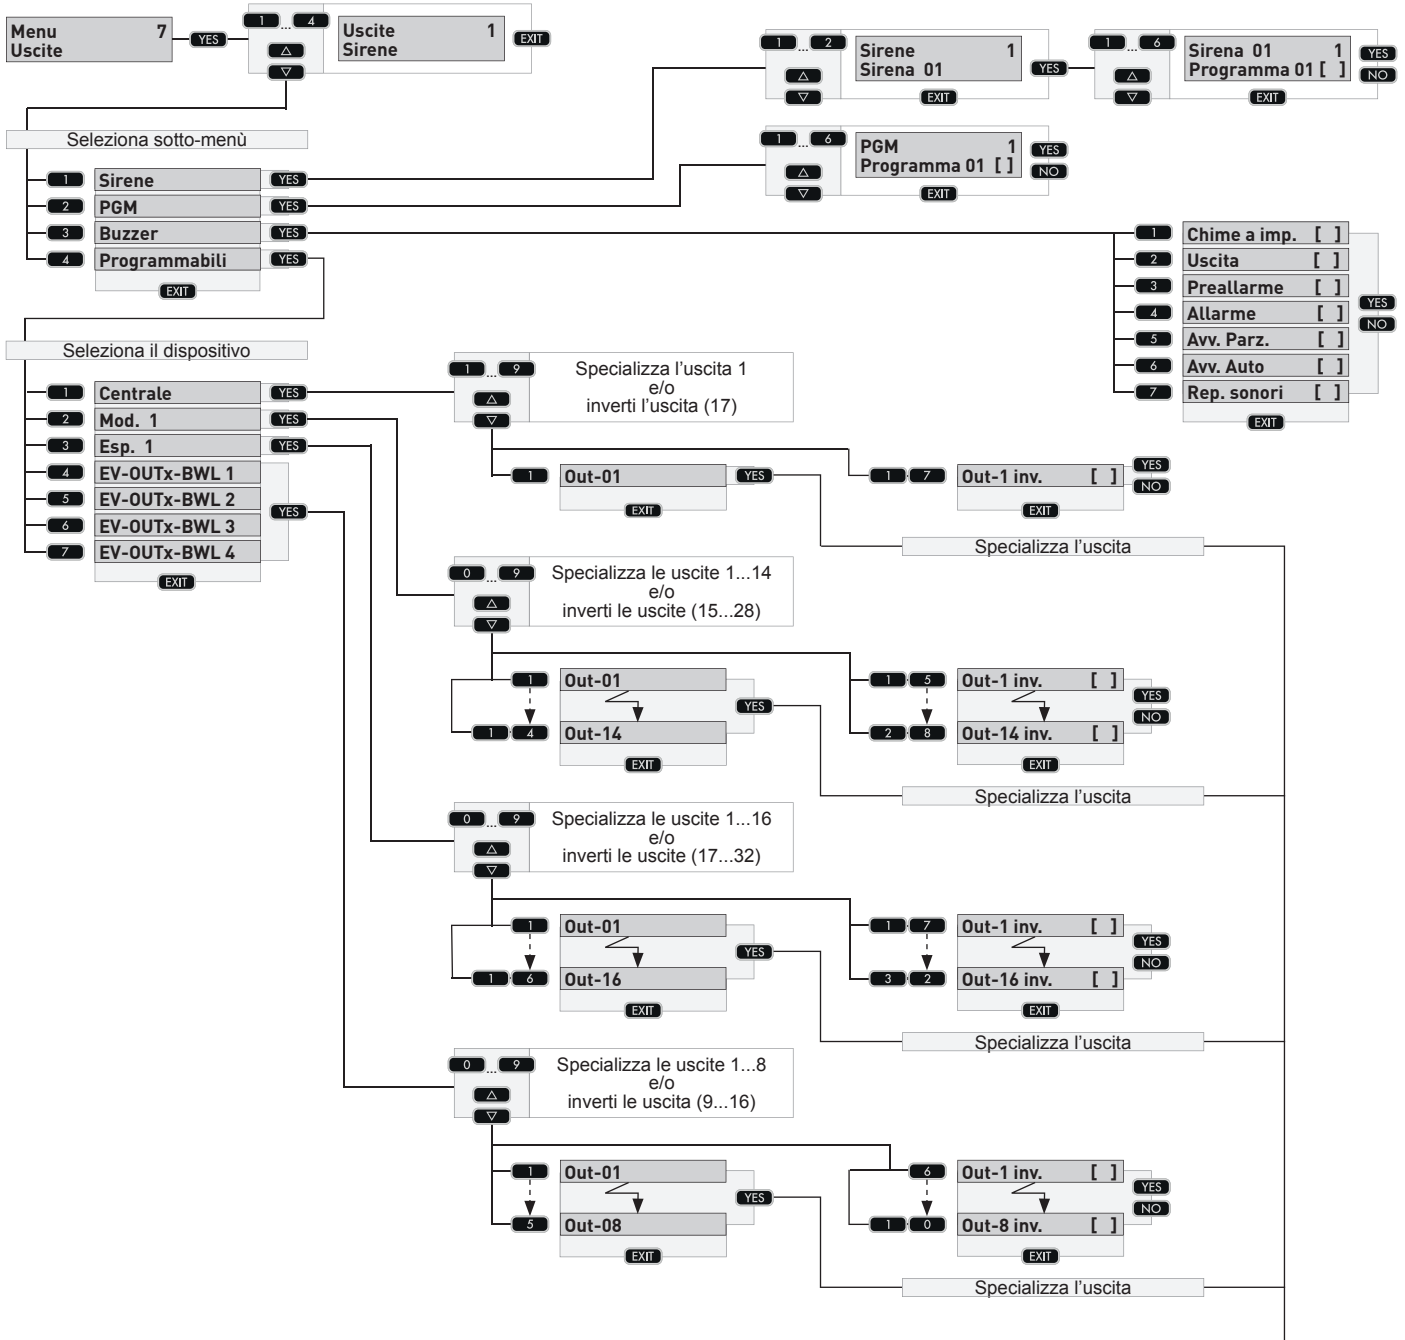 Menu 7
Uscite
YES
1 ... 4
Uscite 1
Sirene
EXIT
1 ... 2
Sirene 1
Sirena 01
YES
EXIT
1 ... 6
Sirena 01 1
Programma 01 [ ]
YES
NO
EXIT
Seleziona sotto-menù
1 ... 6
PGM 1
Programma 01 [ ]
YES
NO
EXIT
1 Sirene YES
2 PGM YES
3 Buzzer YES
4 Programmabili YES
EXIT
1 Chime a imp. [ ]
2 Uscita [ ]
3 Preallarme [ ]
4 Allarme [ ]
5 Avv. Parz. [ ]
6 Avv. Auto [ ]
7 Rep. sonori [ ]
YES
NO
EXIT
Seleziona il dispositivo
1 Centrale YES
2 Mod. 1 YES
3 Esp. 1 YES
4 EV-OUTx-BWL 1
5 EV-OUTx-BWL 2
6 EV-OUTx-BWL 3
7 EV-OUTx-BWL 4
YES
EXIT
1 ... 9
Specializza l'uscita 1
e/o
inverti l'uscita (17)
1 Out-01 YES
EXIT
1 7 Out-1 inv. [ ]
YES
NO
EXIT
Specializza l'uscita
0 ... 9
Specializza le uscite 1...14
e/o
inverti le uscite (15...28)
1 Out-01
1 4 Out-14
YES
EXIT
1 5 Out-1 inv. [ ]
2 8 Out-14 inv. [ ]
YES
NO
EXIT
Specializza l'uscita
0 ... 9
Specializza le uscite 1...16
e/o
inverti le uscite (17...32)
1 Out-01
1 6 Out-16
YES
EXIT
1 7 Out-1 inv. [ ]
3 2 Out-16 inv. [ ]
YES
NO
EXIT
Specializza l'uscita
0 ... 9
Specializza le uscite 1...8
e/o
inverti le uscita (9...16)
1 Out-01
5 Out-08
YES
EXIT
6 Out-1 inv. [ ]
1 0 Out-8 inv. [ ]
YES
NO
EXIT
Specializza l'uscita